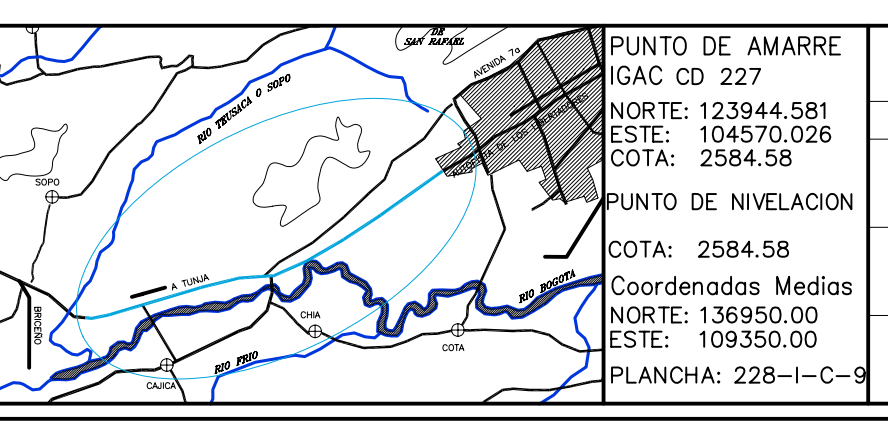 DE
SAN RAFAEL
AVENIDA 7a
RIO TEUSACA O SOPO
AUTOPISTA DE LOS LIBERTADORES
SOPO
A TUNJA
RIO BOGOTA
BRICEÑO
CHIA
COTA
RIO FRIO
CAJICA
PUNTO DE AMARRE
IGAC CD 227
NORTE: 123944.581
ESTE: 104570.026
COTA: 2584.58
PUNTO DE NIVELACION
COTA: 2584.58
Coordenadas Medias
NORTE: 136950.00
ESTE: 109350.00
PLANCHA: 228-I-C-9